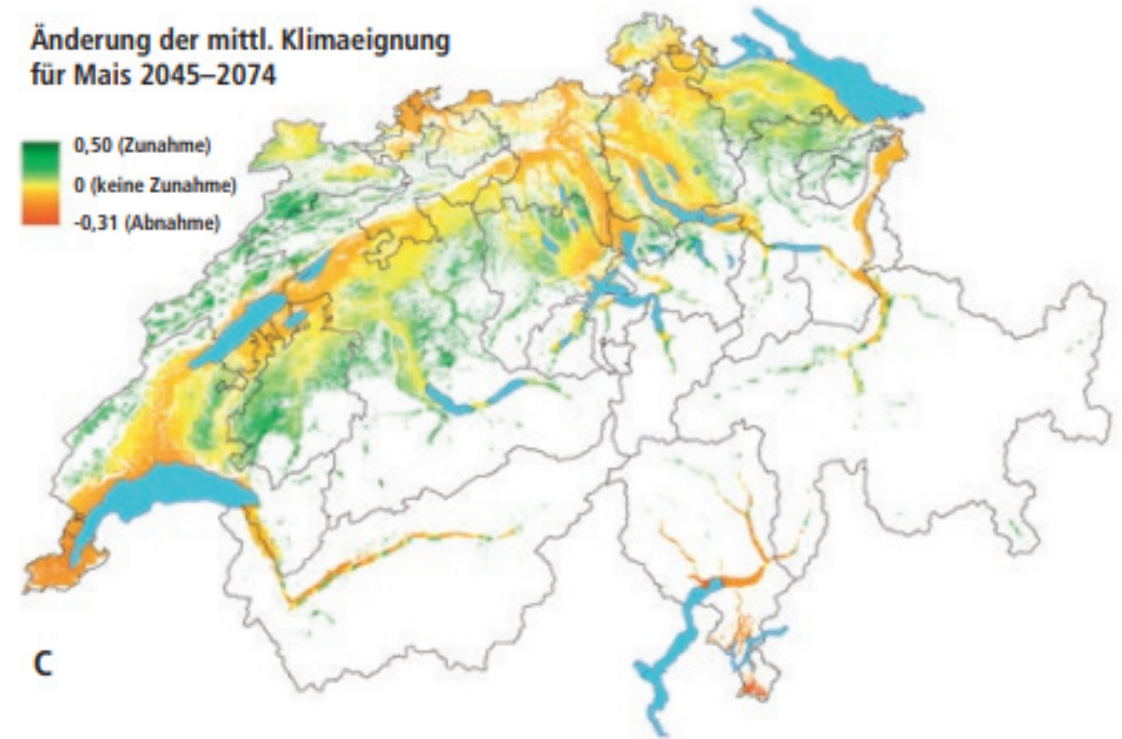 Änderung der mittl. Klimaeignung
für Mais 2045–2074
0,50 (Zunahme)
0 (keine Zunahme)
-0,31 (Abnahme)
C